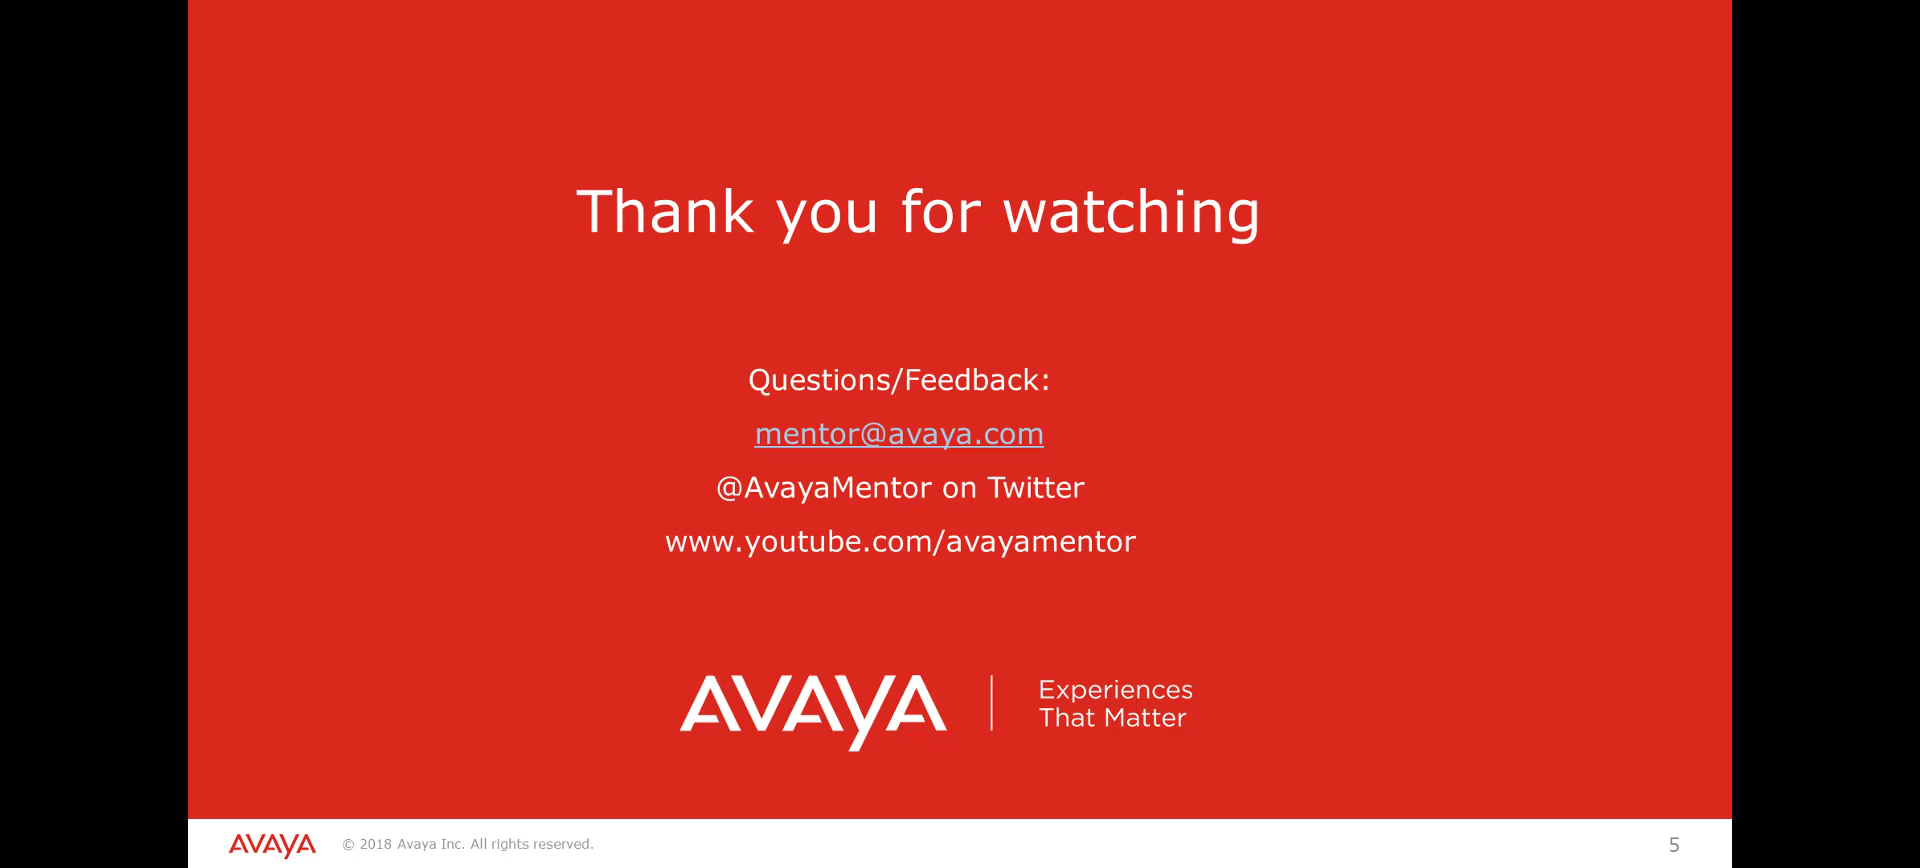 Thank you for watching
Questions/Feedback:
mentor@avaya.com
@AvayaMentor on Twitter
www.youtube.com/avayamentor
AVAYA
Experiences
That Matter
AVAYA © 2018 Avaya Inc. All rights reserved. 5